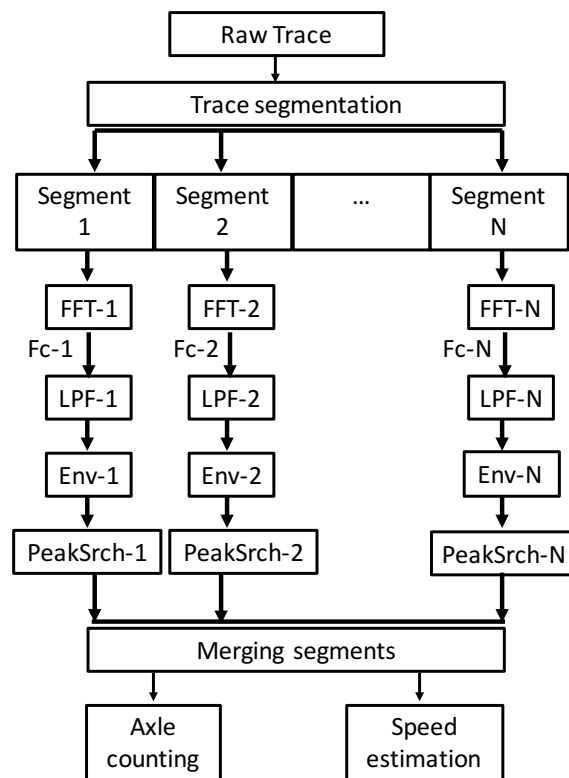 Raw Trace
Trace segmentation
Segment
1
Segment
2
...
Segment
N
FFT-1
FFT-2
FFT-N
Fc-1
Fc-2
Fc-N
LPF-1
LPF-2
LPF-N
Env-1
Env-2
Env-N
PeakSrch-1
PeakSrch-2
PeakSrch-N
Merging segments
Axle
counting
Speed
estimation